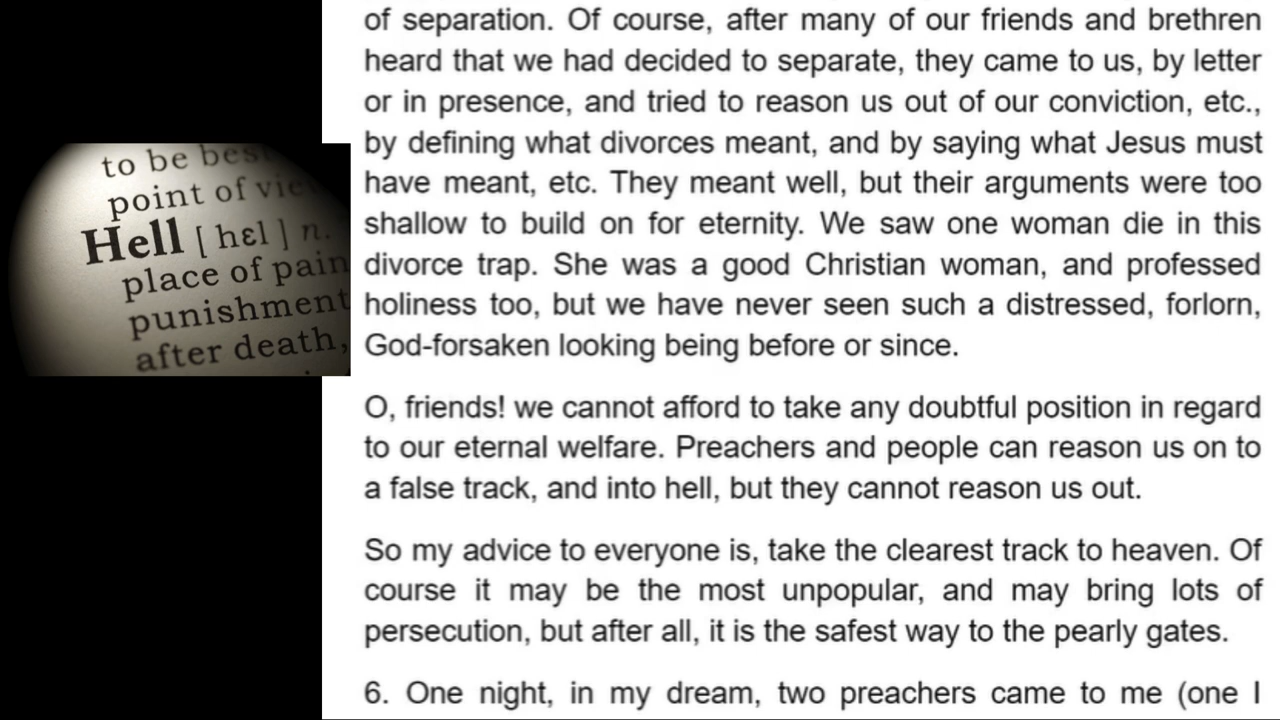 to be bes
point of vie
Hell [ hɛl ] n.
place of pain
punishment
after death,
of separation. Of course, after many of our friends and brethren
heard that we had decided to separate, they came to us, by letter
or in presence, and tried to reason us out of our conviction, etc.,
by defining what divorces meant, and by saying what Jesus must
have meant, etc. They meant well, but their arguments were too
shallow to build on for eternity. We saw one woman die in this
divorce trap. She was a good Christian woman, and professed
holiness too, but we have never seen such a distressed, forlorn,
God-forsaken looking being before or since.
O, friends! we cannot afford to take any doubtful position in regard
to our eternal welfare. Preachers and people can reason us on to
a false track, and into hell, but they cannot reason us out.
So my advice to everyone is, take the clearest track to heaven. Of
course it may be the most unpopular, and may bring lots of
persecution, but after all, it is the safest way to the pearly gates.
6. One night, in my dream, two preachers came to me (one I